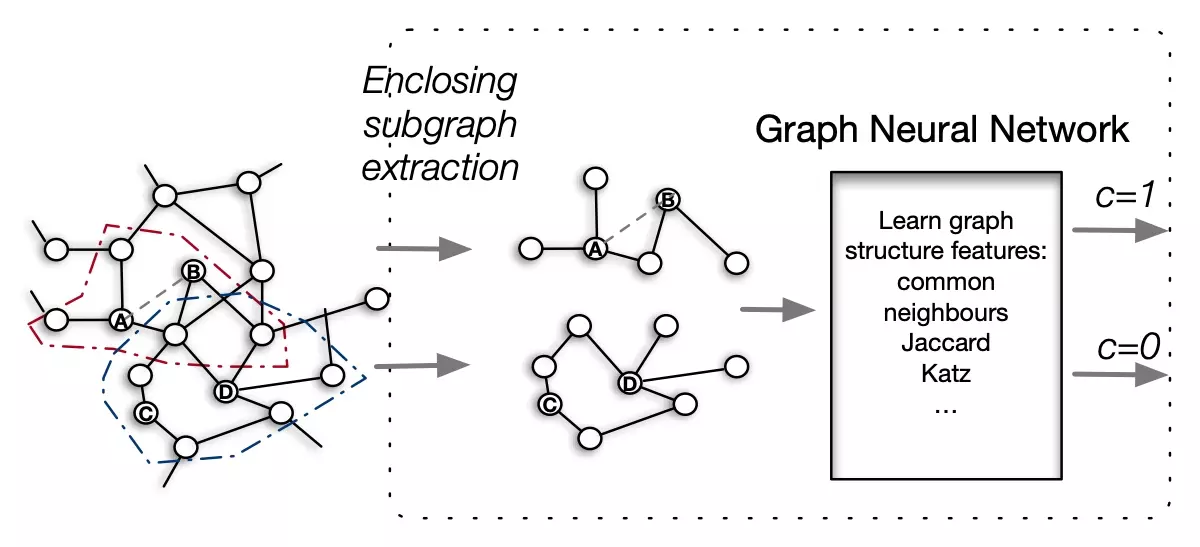 Enclosing
subgraph
extraction
Graph Neural Network
B
A
D
C
B
A
D
C
Learn graph
structure features:
common
neighbours
Jaccard
Katz
...
c=1
c=0